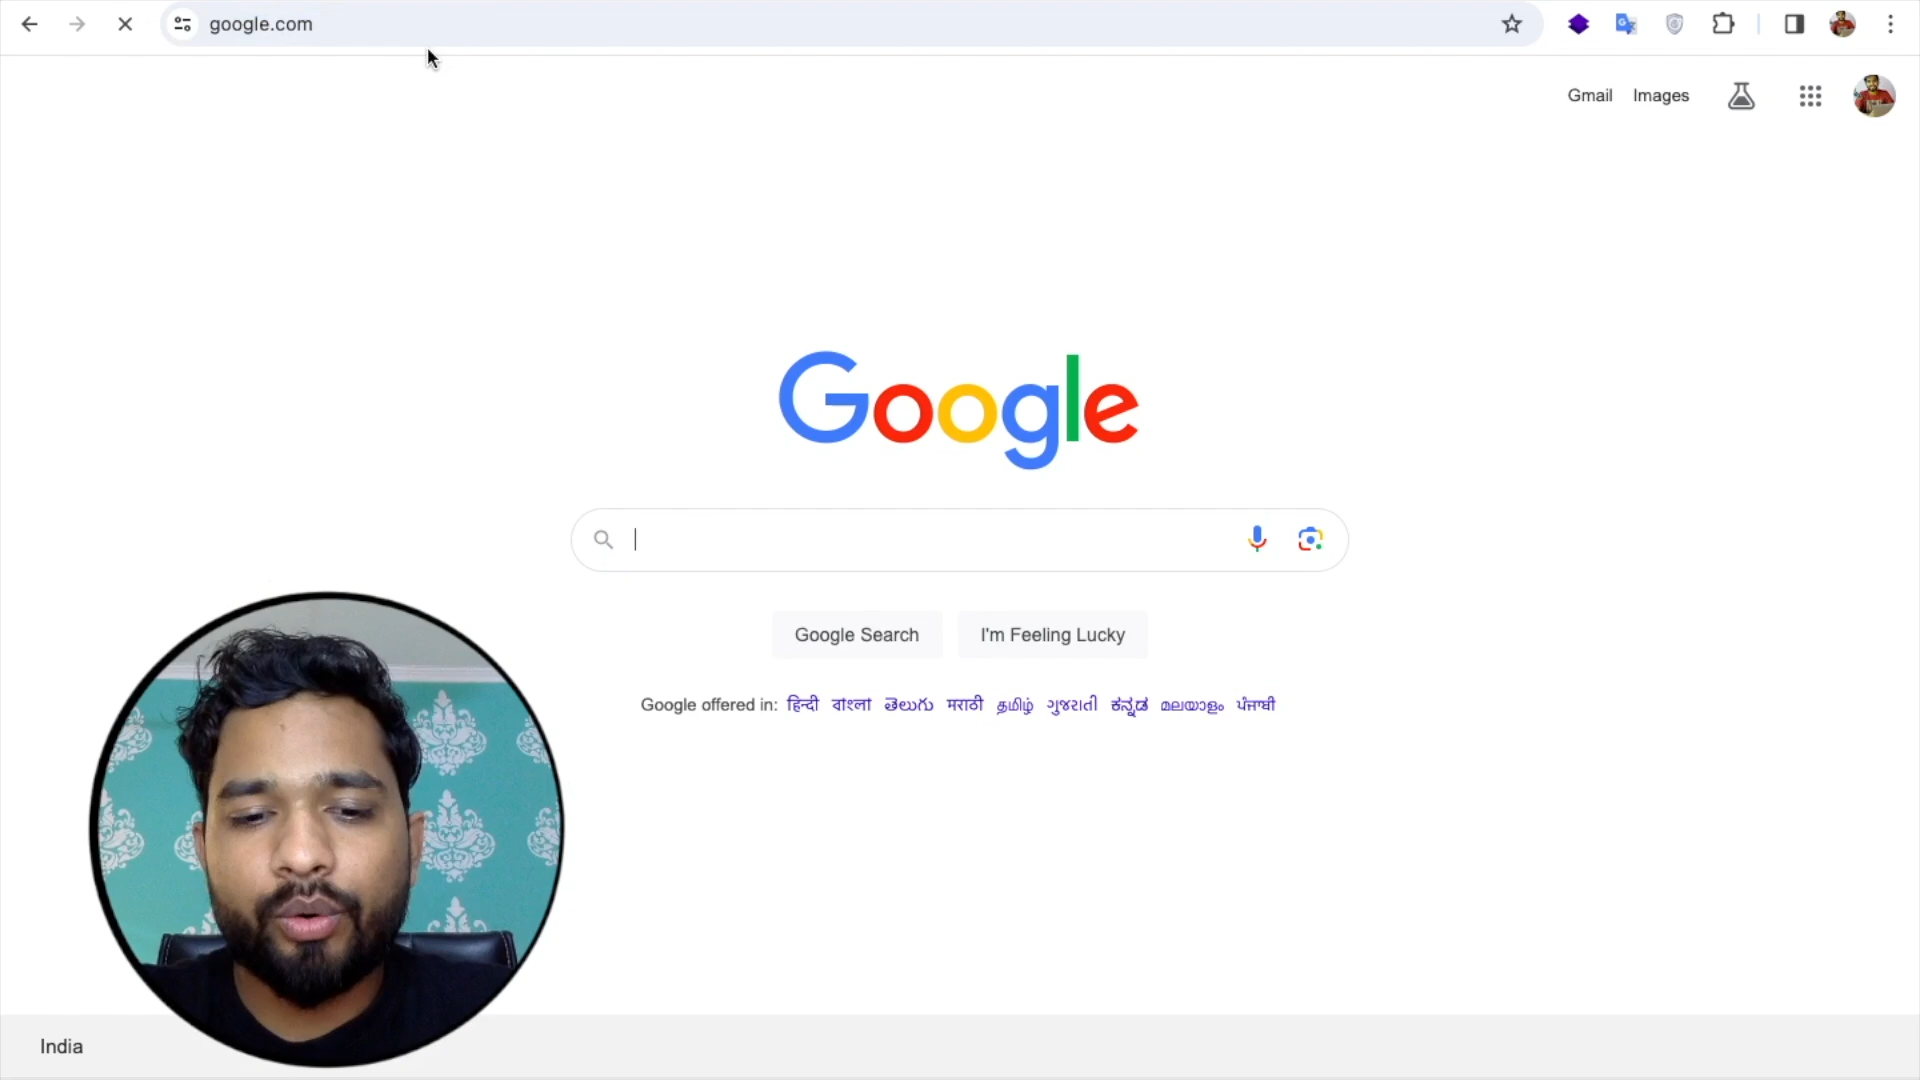 google.com
Gmail Images
Google
Google Search I'm Feeling Lucky
Google offered in: हिन्दी বাংলা తెలుగు मराठी தமிழ் ગુજરાતી ಕನ್ನಡ മലയാളം ਪੰਜਾਬੀ
India